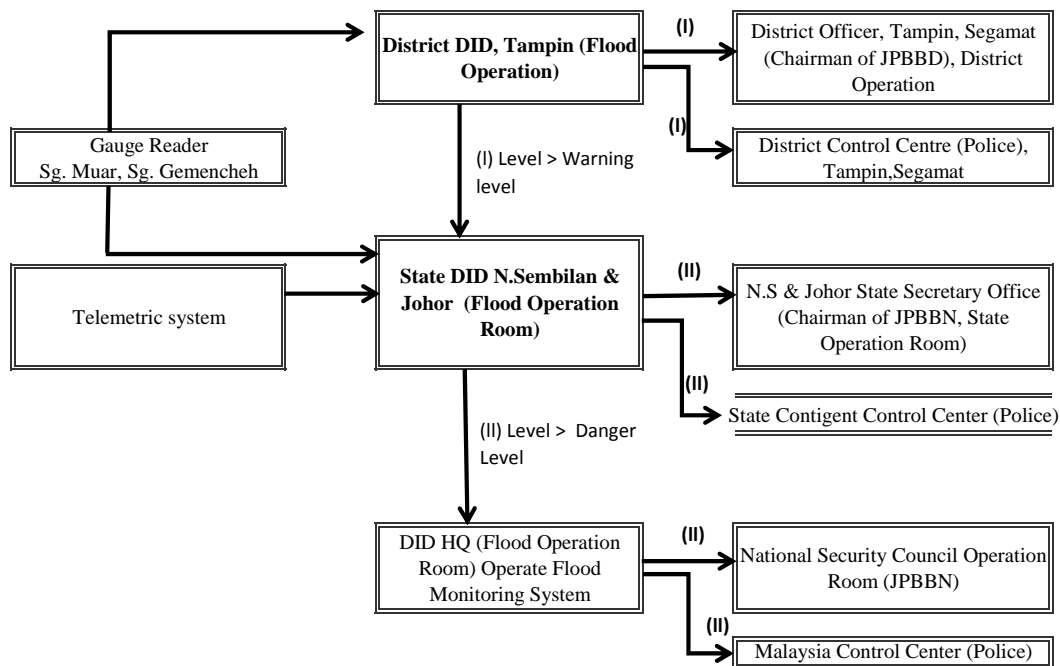 District DID, Tampin (Flood
Operation)
(I)
District Officer, Tampin, Segamat
(Chairman of JPBBD), District
Operation
(I)
District Control Centre (Police),
Tampin,Segamat
Gauge Reader
Sg. Muar, Sg. Gemencheh
(l) Level > Warning
level
Telemetric system
State DID N.Sembilan &
Johor (Flood Operation
Room)
(II)
N.S & Johor State Secretary Office
(Chairman of JPBBN, State
Operation Room)
(II)
State Contigent Control Center (Police)
(ll) Level > Danger
Level
DID HQ (Flood Operation
Room) Operate Flood
Monitoring System
(II)
National Security Council Operation
Room (JPBBN)
(II)
Malaysia Control Center (Police)